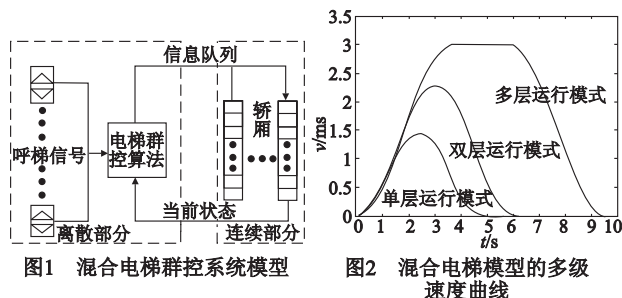 信息队列
呼梯信号
电梯群
控算法
轿
厢
当前状态
离散部分
连续部分
图1 混合电梯群控系统模型
3.5
3
2.5
2
1.5
1
0.5
0
v/ms
多层运行模式
双层运行模式
单层运行模式
0 1 2 3 4 5 6 7 8 9 10
t/s
图2 混合电梯模型的多级
速度曲线